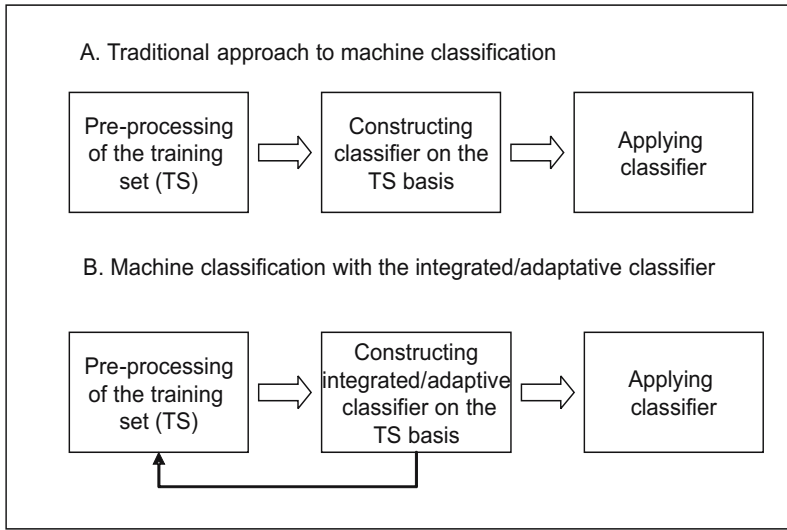 A. Traditional approach to machine classification
Pre-processing
of the training
set (TS)
Constructing
classifier on the
TS basis
Applying
classifier
B. Machine classification with the integrated/adaptative classifier
Pre-processing
of the training
set (TS)
Constructing
integrated/adaptive
classifier on the
TS basis
Applying
classifier